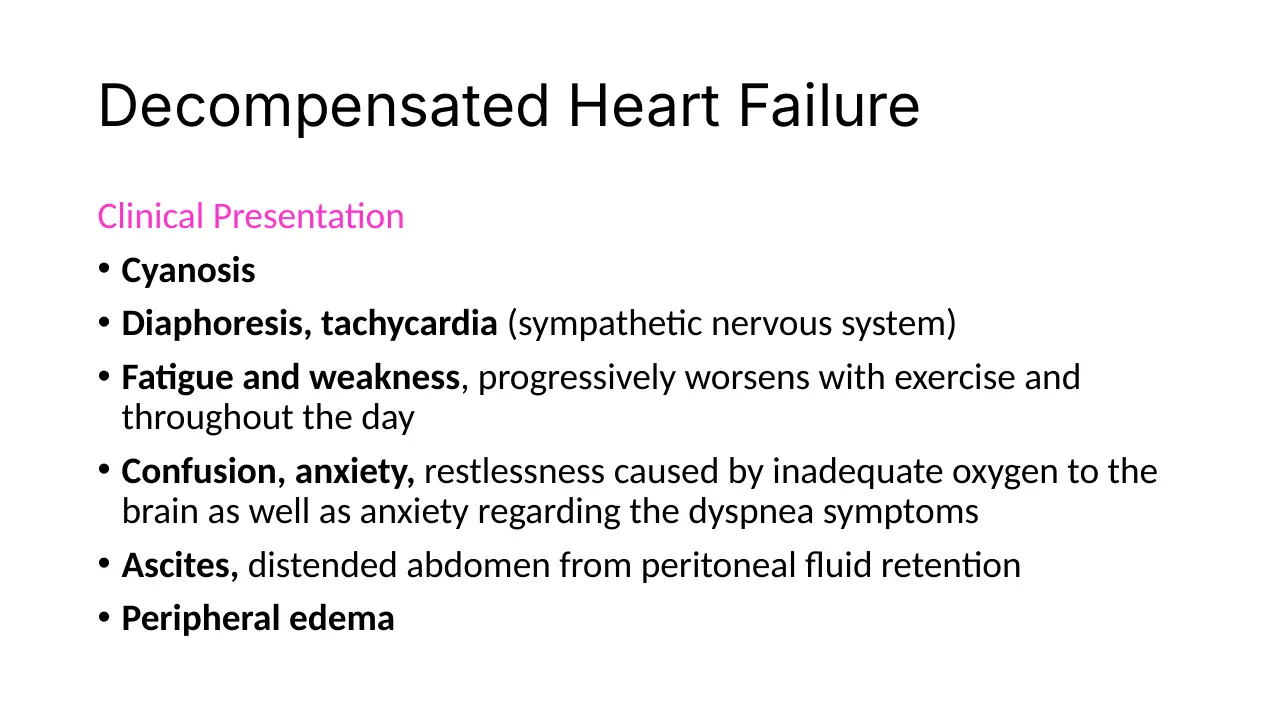 Decompensated Heart Failure
Clinical Presentation
• Cyanosis
• Diaphoresis, tachycardia (sympathetic nervous system)
• Fatigue and weakness, progressively worsens with exercise and
throughout the day
• Confusion, anxiety, restlessness caused by inadequate oxygen to the
brain as well as anxiety regarding the dyspnea symptoms
• Ascites, distended abdomen from peritoneal fluid retention
• Peripheral edema